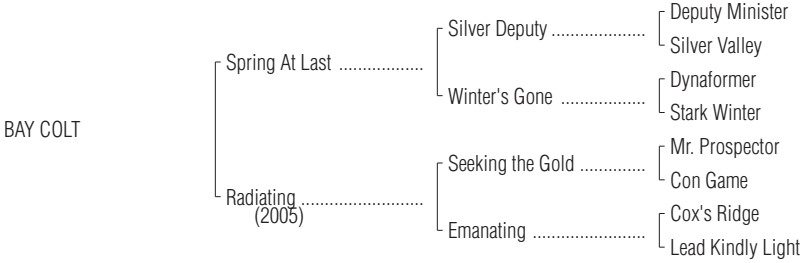 Deputy Minister
Silver Deputy ....................
Silver Valley
Spring At Last ..................
Dynaformer
Winter's Gone ..................
Stark Winter
BAY COLT
Mr. Prospector
Seeking the Gold ..............
Con Game
Radiating ..........................
(2005)
Cox's Ridge
Emanating ........................
Lead Kindly Light